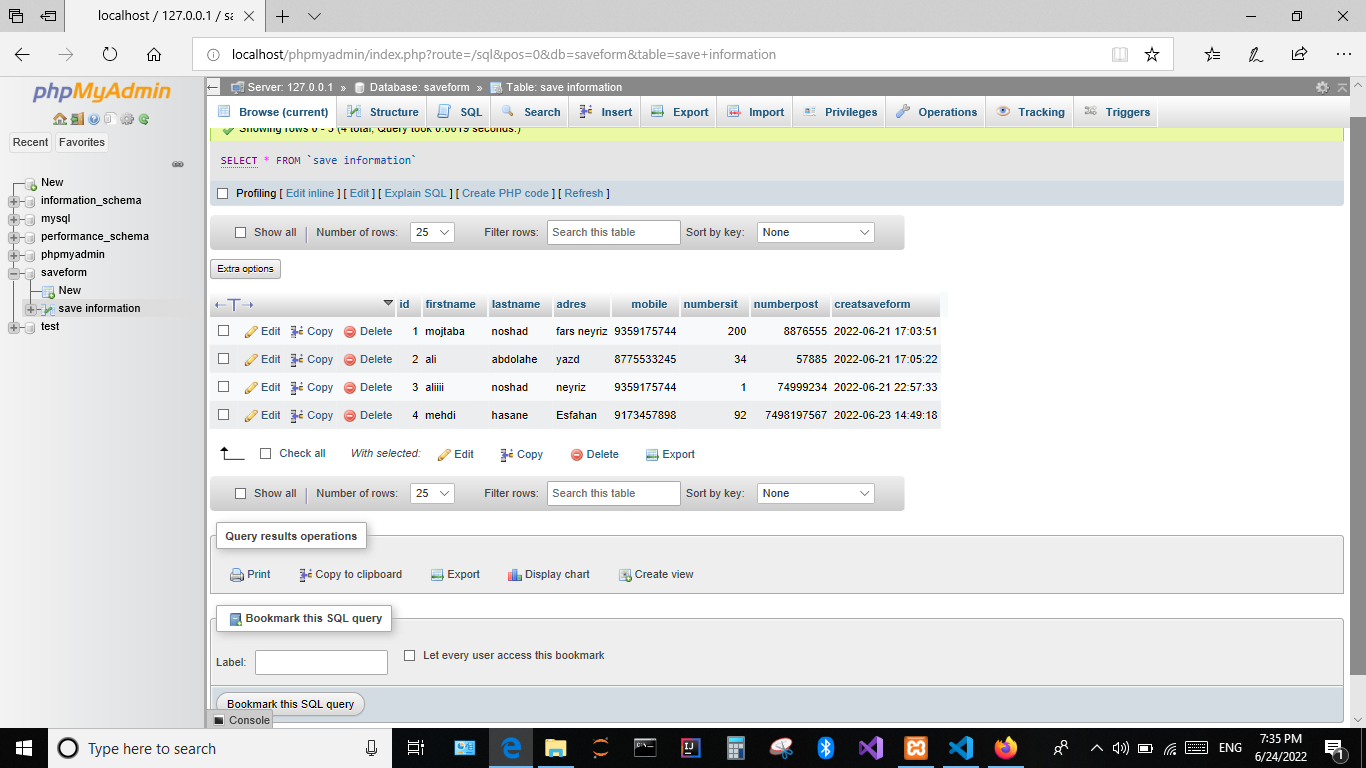 localhost / 127.0.0.1 / sa
localhost/phpmyadmin/index.php?route=/sql&pos=0&db=saveform&table=save+information
phpMyAdmin
Recent Favorites
New
information_schema
mysql
performance_schema
phpmyadmin
saveform
New
save information
test
Server: 127.0.0.1 » Database: saveform » Table: save information
Browse (current) Structure SQL Search Insert Export Import Privileges Operations Tracking Triggers
Showing rows 0 - 3 (4 total, Query took 0.0019 seconds.)
SELECT * FROM `save information`
Profiling [ Edit inline ] [ Edit ] [ Explain SQL ] [ Create PHP code ] [ Refresh ]
Show all Number of rows: 25 Filter rows: Search this table Sort by key: None
Extra options
←T→ id firstname lastname adres mobile numbersit numberpost creatsaveform
Edit Copy Delete 1 mojtaba noshad fars neyriz 9359175744 200 8876555 2022-06-21 17:03:51
Edit Copy Delete 2 ali abdolahe yazd 8775533245 34 57885 2022-06-21 17:05:22
Edit Copy Delete 3 aliiii noshad neyriz 9359175744 1 74999234 2022-06-21 22:57:33
Edit Copy Delete 4 mehdi hasane Esfahan 9173457898 92 7498197567 2022-06-23 14:49:18
Check all With selected: Edit Copy Delete Export
Show all Number of rows: 25 Filter rows: Search this table Sort by key: None
Query results operations
Print Copy to clipboard Export Display chart Create view
Bookmark this SQL query
Label: Let every user access this bookmark
Bookmark this SQL query
Console
Type here to search
ENG
7:35 PM
6/24/2022
1